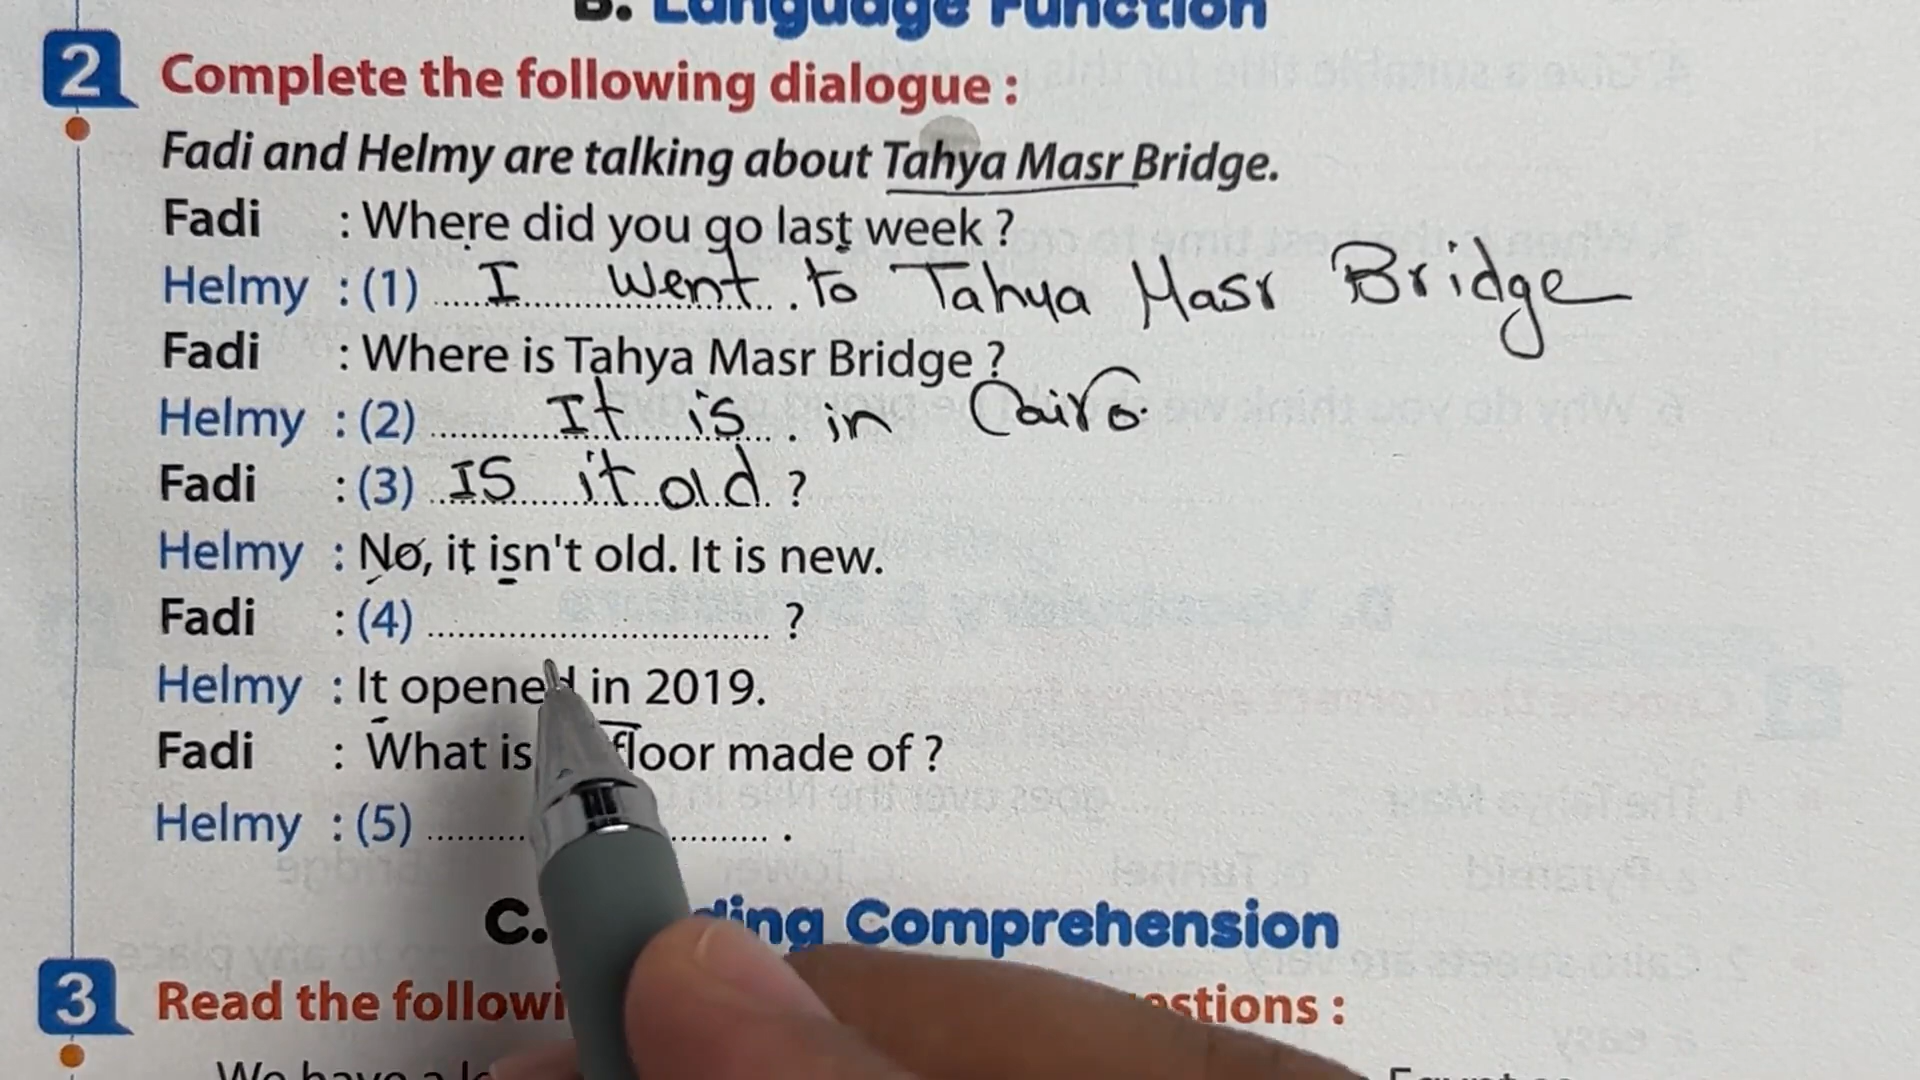 B. Language Function
2 Complete the following dialogue :
Fadi and Helmy are talking about Tahya Masr Bridge.
Fadi : Where did you go last week ?
Helmy : (1) I went . to Tahya Masr Bridge
Fadi : Where is Tahya Masr Bridge ?
Helmy : (2) It is . in Cairo.
Fadi : (3) IS it old ?
Helmy : No, it isn't old. It is new.
Fadi : (4) ........................ ?
Helmy : It opened in 2019.
Fadi : What is floor made of ?
Helmy : (5) ........................ .
C. Comprehension
3 Read the
We have a